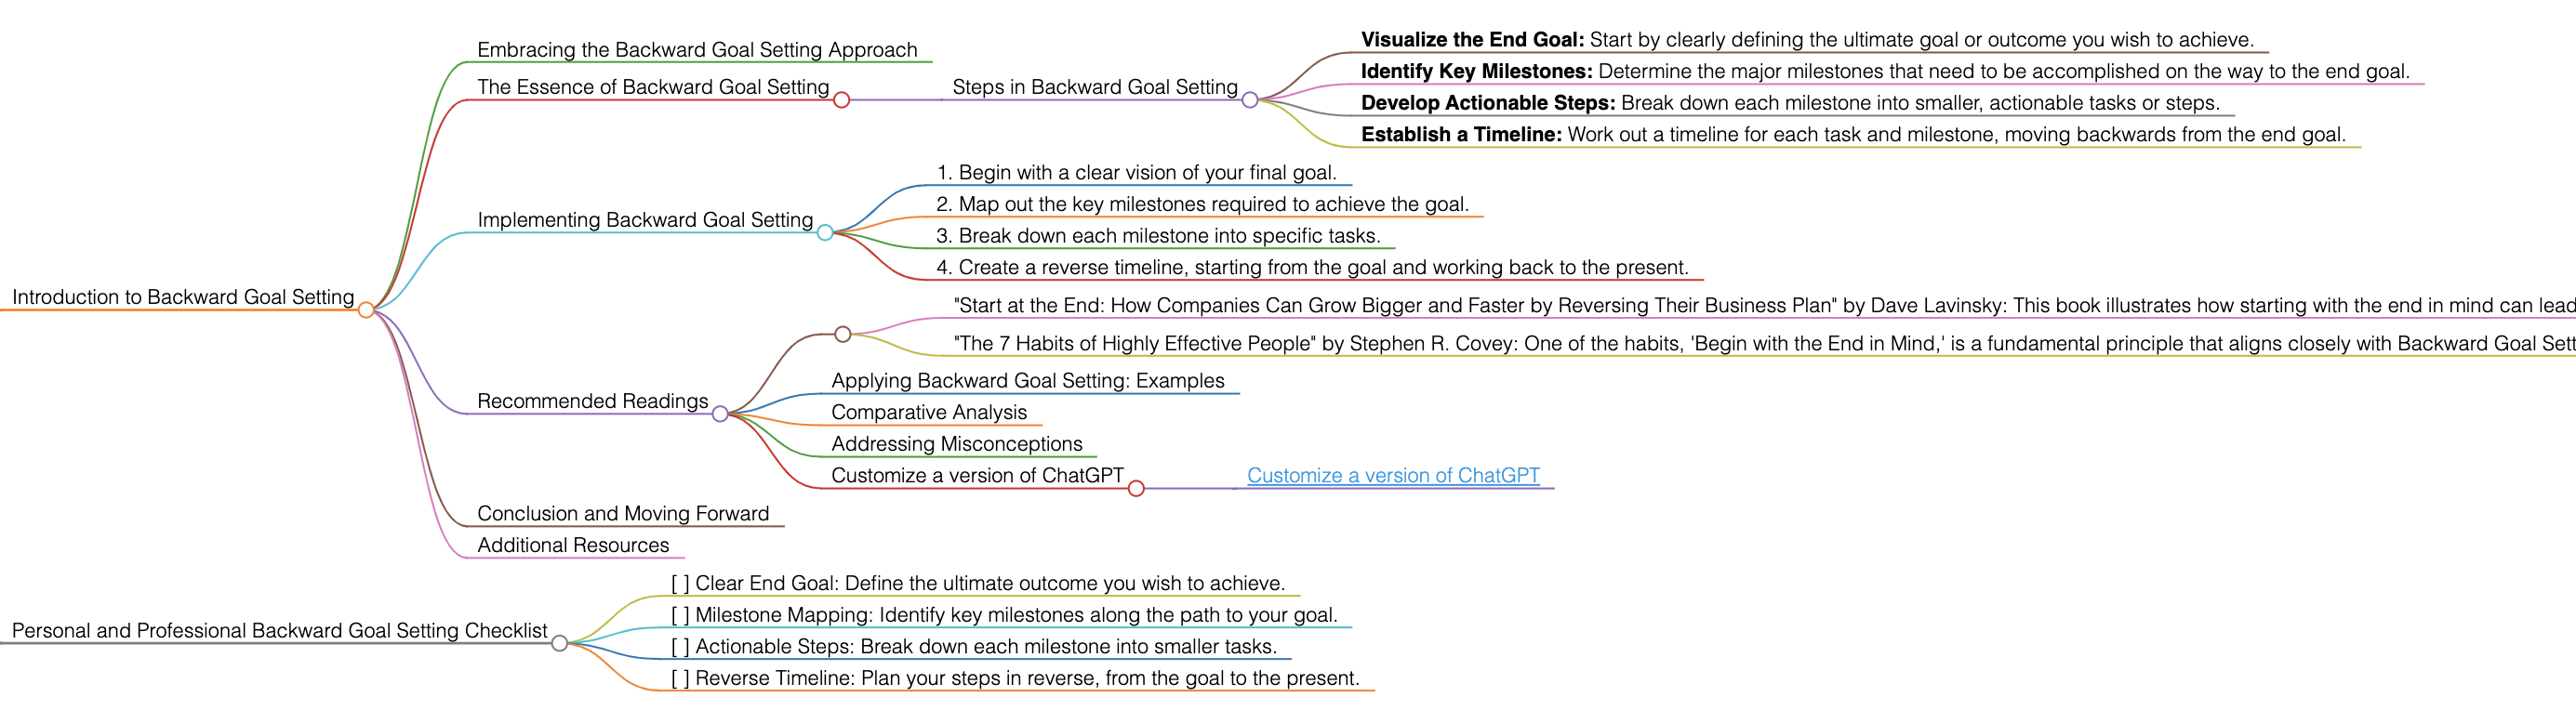 Embracing the Backward Goal Setting Approach
The Essence of Backward Goal Setting
Steps in Backward Goal Setting
Visualize the End Goal: Start by clearly defining the ultimate goal or outcome you wish to achieve.
Identify Key Milestones: Determine the major milestones that need to be accomplished on the way to the end goal.
Develop Actionable Steps: Break down each milestone into smaller, actionable tasks or steps.
Establish a Timeline: Work out a timeline for each task and milestone, moving backwards from the end goal.
Implementing Backward Goal Setting
1. Begin with a clear vision of your final goal.
2. Map out the key milestones required to achieve the goal.
3. Break down each milestone into specific tasks.
4. Create a reverse timeline, starting from the goal and working back to the present.
Introduction to Backward Goal Setting
Recommended Readings
"Start at the End: How Companies Can Grow Bigger and Faster by Reversing Their Business Plan" by Dave Lavinsky: This book illustrates how starting with the end in mind can lead
"The 7 Habits of Highly Effective People" by Stephen R. Covey: One of the habits, 'Begin with the End in Mind,' is a fundamental principle that aligns closely with Backward Goal Sett
Applying Backward Goal Setting: Examples
Comparative Analysis
Addressing Misconceptions
Customize a version of ChatGPT
Customize a version of ChatGPT
Conclusion and Moving Forward
Additional Resources
Personal and Professional Backward Goal Setting Checklist
[ ] Clear End Goal: Define the ultimate outcome you wish to achieve.
[ ] Milestone Mapping: Identify key milestones along the path to your goal.
[ ] Actionable Steps: Break down each milestone into smaller tasks.
[ ] Reverse Timeline: Plan your steps in reverse, from the goal to the present.